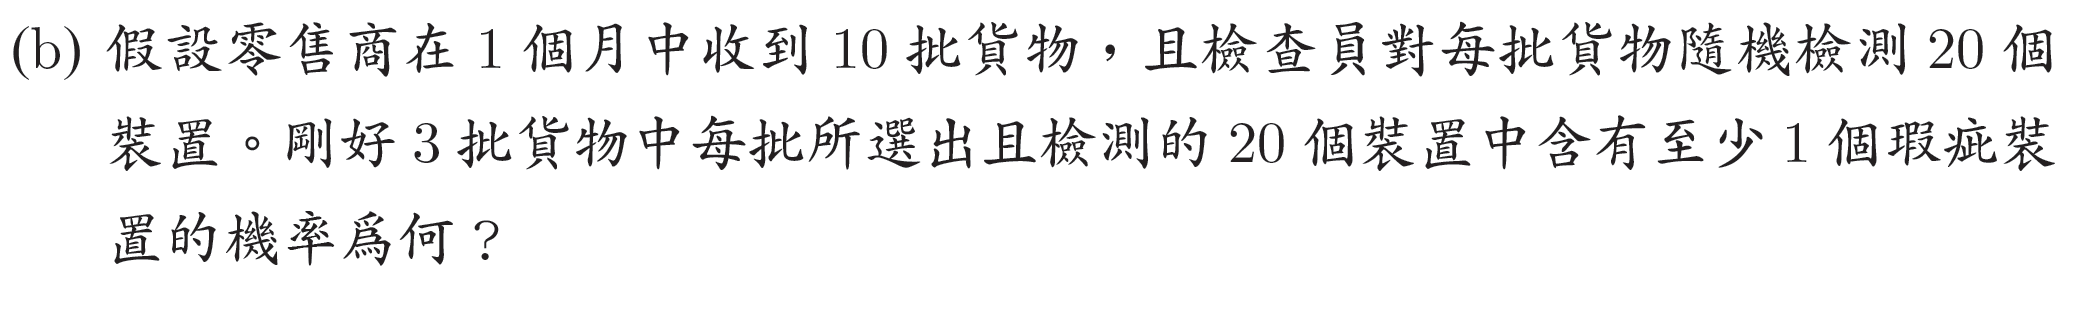 (b) 假設零售商在 1 個月中收到 10 批貨物，且檢查員對每批貨物隨機檢測 20 個
裝置。剛好 3 批貨物中每批所選出且檢測的 20 個裝置中含有至少 1 個瑕疵裝
置的機率爲何？